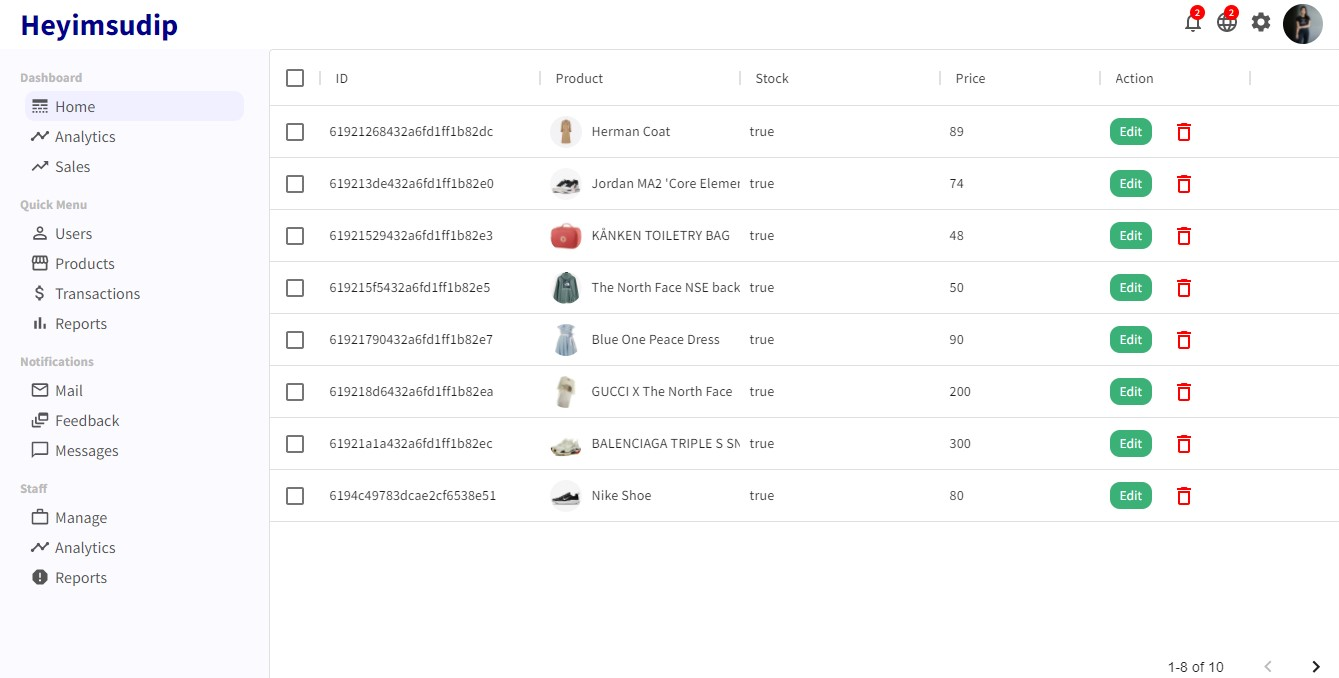 Heyimsudip
2
2
Dashboard
Home
Analytics
Sales
Quick Menu
Users
Products
Transactions
Reports
Notifications
Mail
Feedback
Messages
Staff
Manage
Analytics
Reports
ID Product Stock Price Action
61921268432a6fd1ff1b82dc Herman Coat true 89 Edit
619213de432a6fd1ff1b82e0 Jordan MA2 'Core Elemen true 74 Edit
61921529432a6fd1ff1b82e3 KÅNKEN TOILETRY BAG true 48 Edit
619215f5432a6fd1ff1b82e5 The North Face NSE back true 50 Edit
61921790432a6fd1ff1b82e7 Blue One Peace Dress true 90 Edit
619218d6432a6fd1ff1b82ea GUCCI X The North Face true 200 Edit
61921a1a432a6fd1ff1b82ec BALENCIAGA TRIPLE S SN true 300 Edit
6194c49783dcae2cf6538e51 Nike Shoe true 80 Edit
1-8 of 10